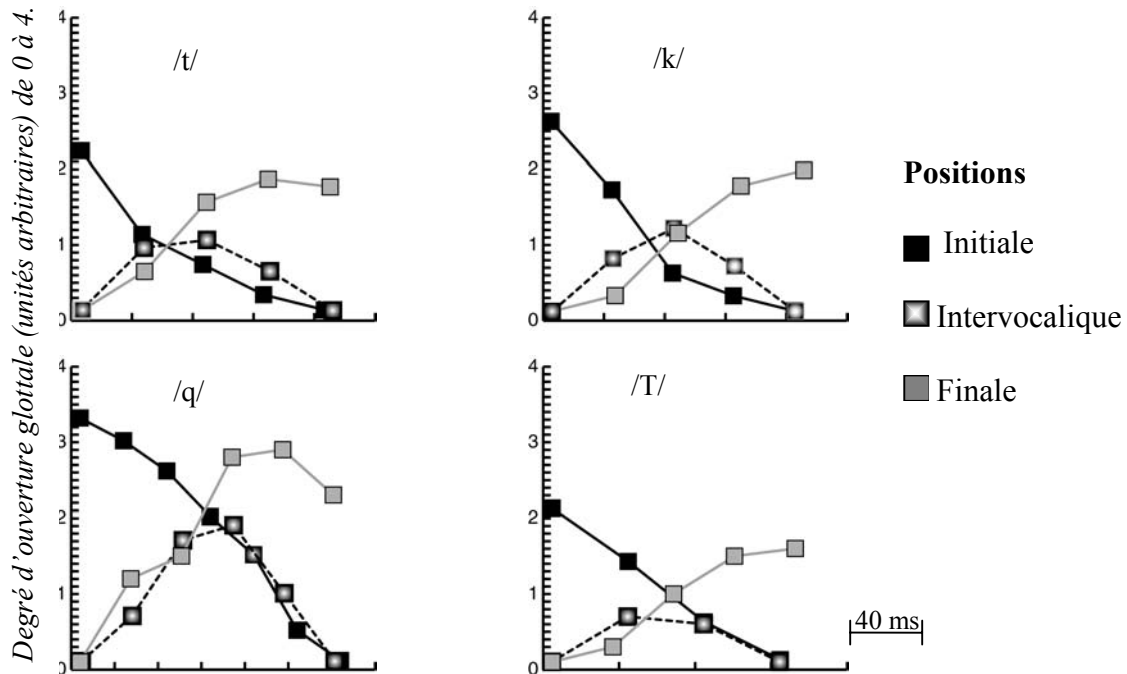 Degré d'ouverture glottale (unités arbitraires) de 0 à 4.
/t/
4
3
2
1
0
/k/
4
3
2
1
0
/q/
4
3
2
1
0
/T/
4
3
2
1
0
Positions
Initiale
Intervocalique
Finale
40 ms